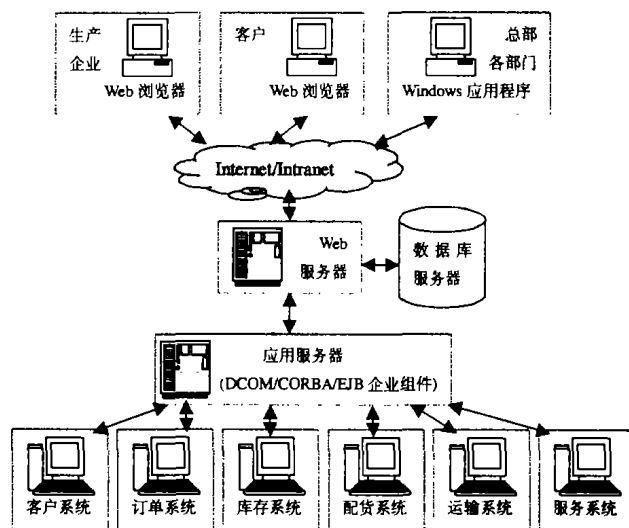 生产
企业
Web 浏览器
客户
Web 浏览器
总部
各部门
Windows 应用程序
Internet/Intranet
Web
服务器
数据库
服务器
应用服务器
(DCOM/CORBA/EJB 企业组件)
客户系统
订单系统
库存系统
配货系统
运输系统
服务系统